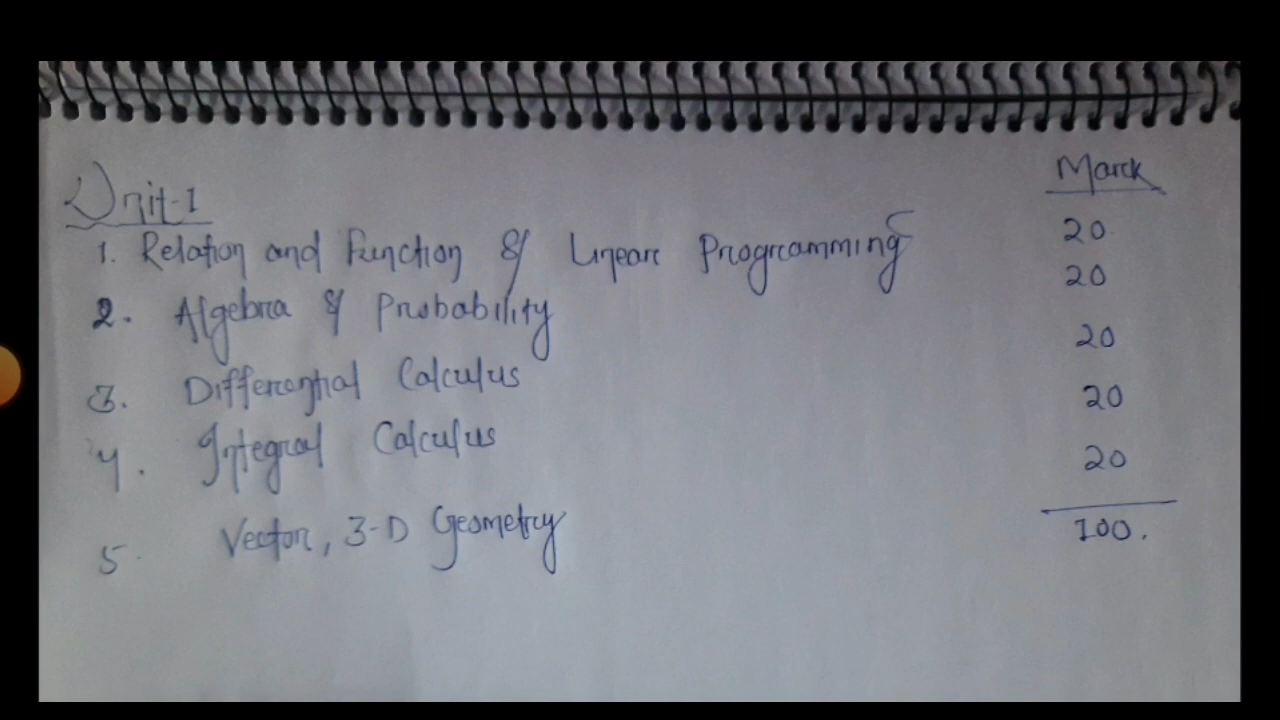 Unit-1 Marck
1. Relation and Function & Linear Programming 20
2. Algebra & Probability 20
3. Differential Calculus 20
4. Integral Calculus 20
5. Vector, 3-D Geometry 20
100.